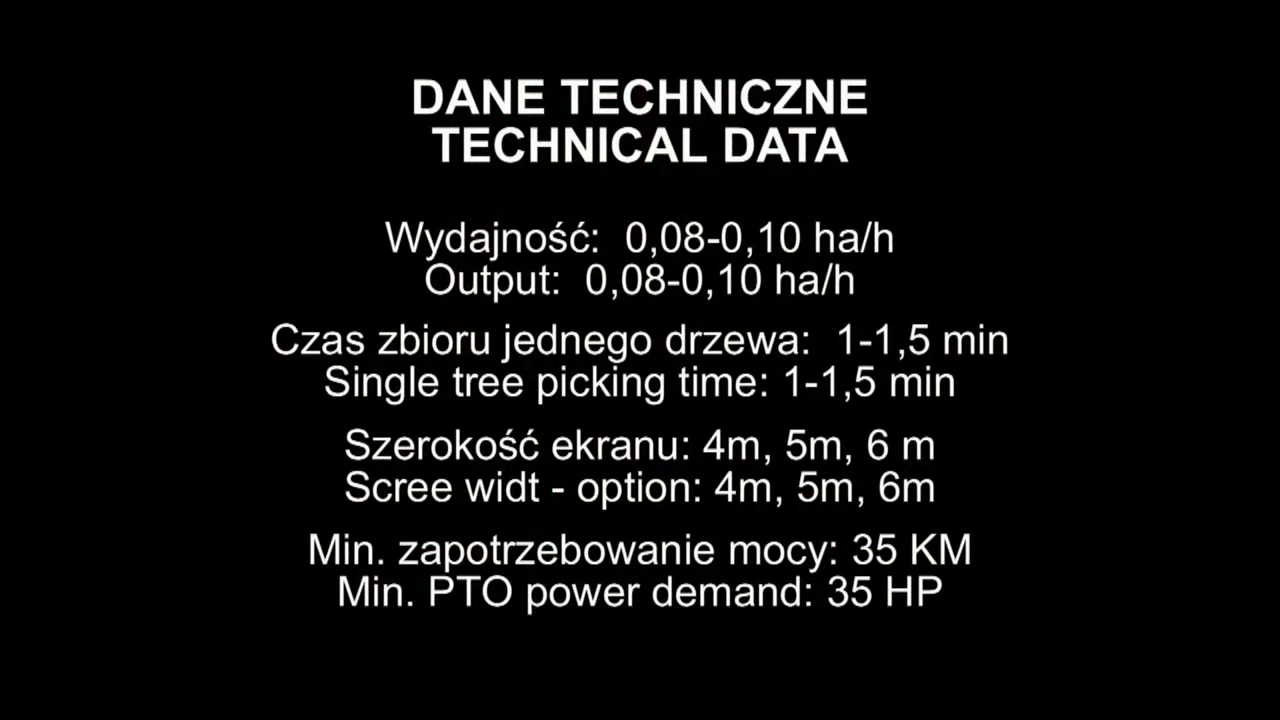 DANE TECHNICZNE
TECHNICAL DATA
Wydajność: 0,08-0,10 ha/h
Output: 0,08-0,10 ha/h
Czas zbioru jednego drzewa: 1-1,5 min
Single tree picking time: 1-1,5 min
Szerokość ekranu: 4m, 5m, 6 m
Scree widt - option: 4m, 5m, 6m
Min. zapotrzebowanie mocy: 35 KM
Min. PTO power demand: 35 HP